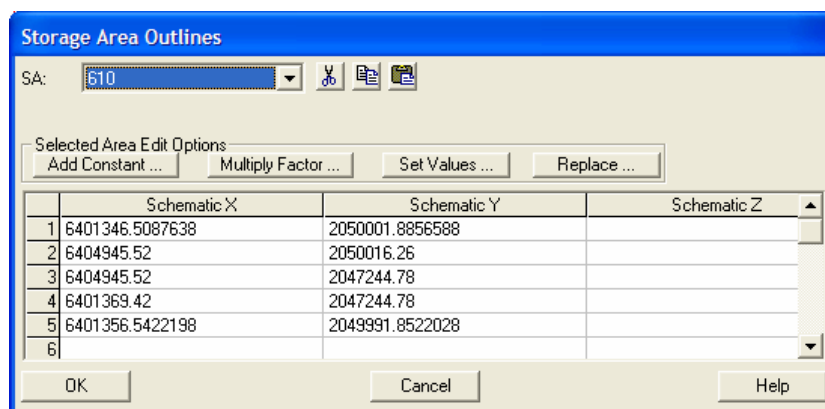 Storage Area Outlines
SA: 610
Selected Area Edit Options
Add Constant ... Multiply Factor ... Set Values ... Replace ...
Schematic X Schematic Y Schematic Z
1 6401346.5087638 2050001.8856588
2 6404945.52 2050016.26
3 6404945.52 2047244.78
4 6401369.42 2047244.78
5 6401356.5422198 2049991.8522028
6
OK Cancel Help